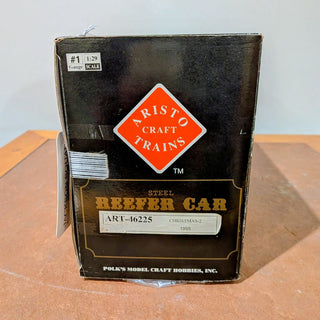 #1 1:29
Gauge SCALE
ARISTO
CRAFT
TRAINS
TM
STEEL
REEFER CAR
ART-46225 CHRISTMAS-2
1998
POLK'S MODEL CRAFT HOBBIES, INC.